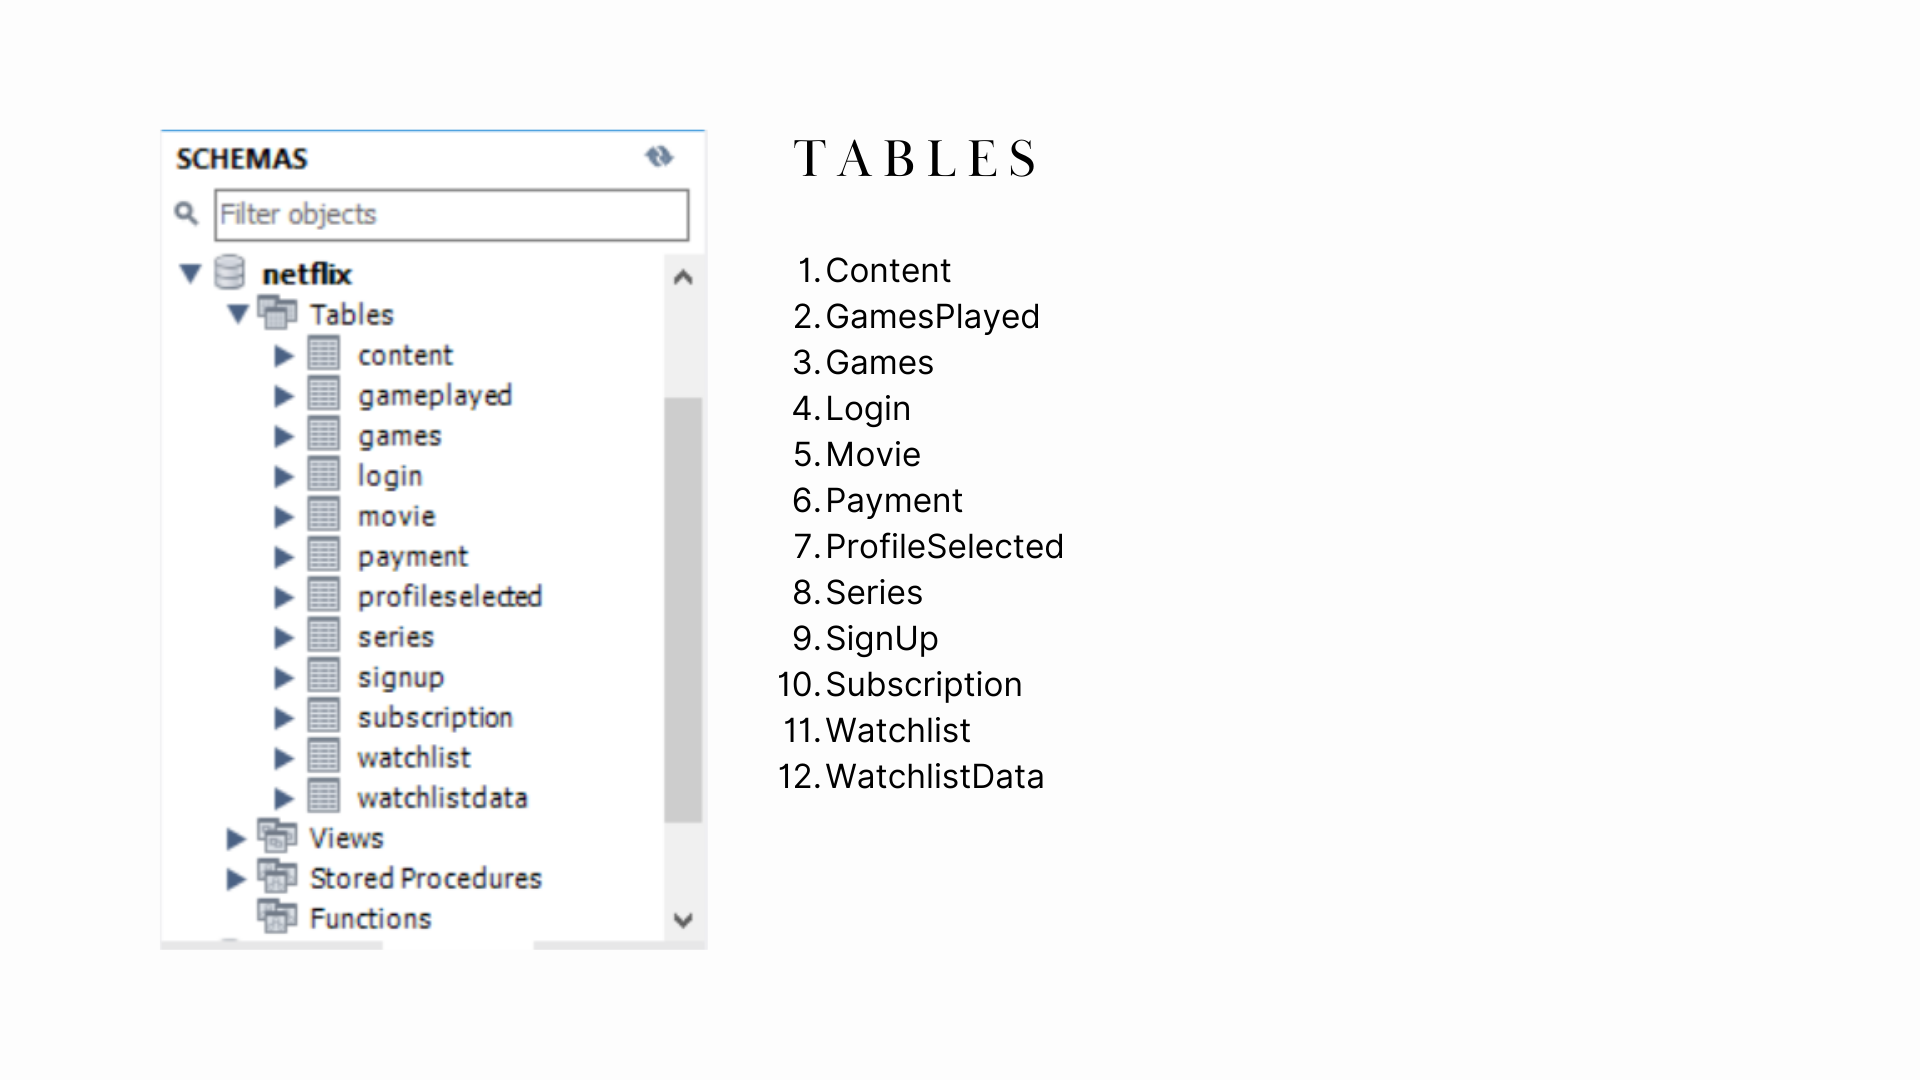 SCHEMAS
Filter objects
netflix
Tables
content
gameplayed
games
login
movie
payment
profileselected
series
signup
subscription
watchlist
watchlistdata
Views
Stored Procedures
Functions
TABLES
1. Content
2. GamesPlayed
3. Games
4. Login
5. Movie
6. Payment
7. ProfileSelected
8. Series
9. SignUp
10. Subscription
11. Watchlist
12. WatchlistData